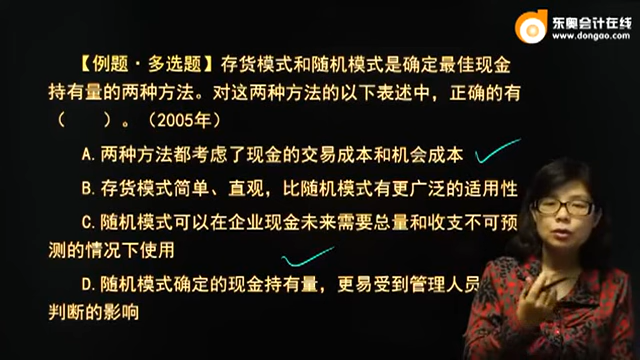 东奥会计在线
www.dongao.com
【例题·多选题】存货模式和随机模式是确定最佳现金
持有量的两种方法。对这两种方法的以下表述中，正确的有
（　　）。（2005年）
A.两种方法都考虑了现金的交易成本和机会成本
B.存货模式简单、直观，比随机模式有更广泛的适用性
C.随机模式可以在企业现金未来需要总量和收支不可预
测的情况下使用
D.随机模式确定的现金持有量，更易受到管理人员
判断的影响